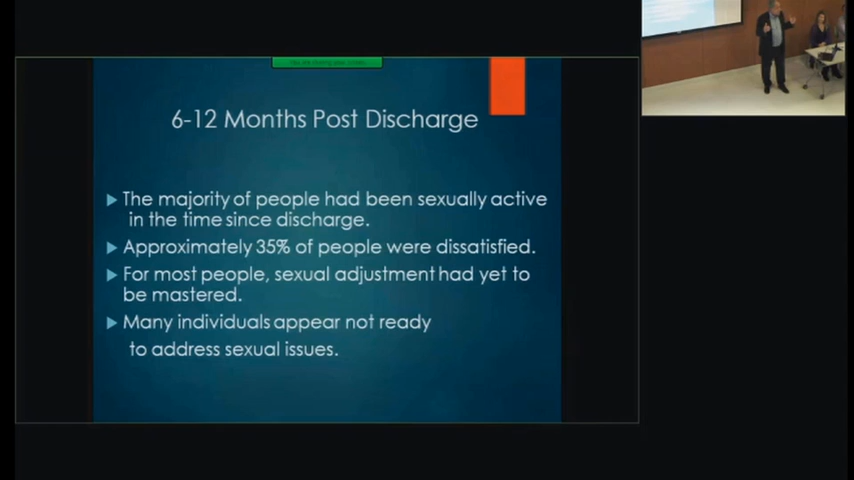 6-12 Months Post Discharge
The majority of people had been sexually active
in the time since discharge.
Approximately 35% of people were dissatisfied.
For most people, sexual adjustment had yet to
be mastered.
Many individuals appear not ready
to address sexual issues.